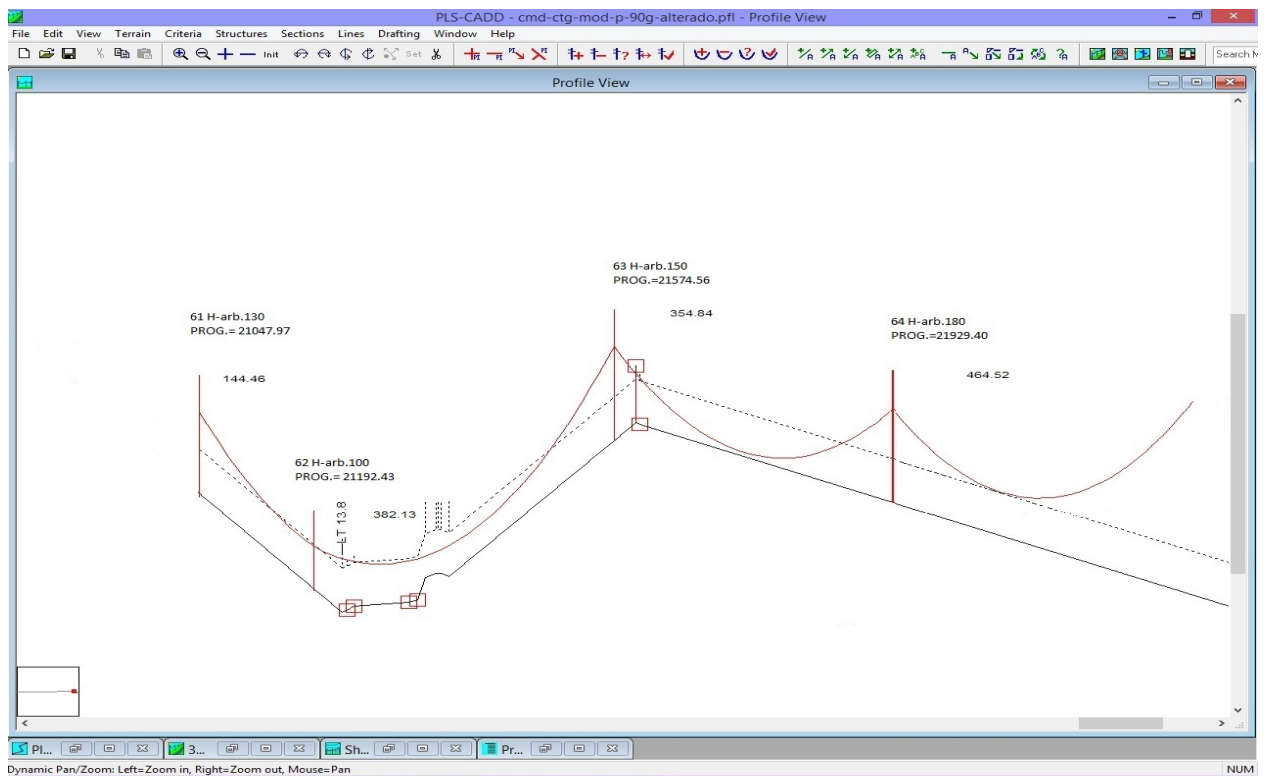 PLS-CADD - cmd-ctg-mod-p-90g-alterado.pfl - Profile View
File Edit View Terrain Criteria Structures Sections Lines Drafting Window Help
Init Set Search
Profile View
63 H-arb.150
PROG.=21574.56
354.84
61 H-arb.130
PROG.= 21047.97
64 H-arb.180
PROG.=21929.40
144.46
464.52
62 H-arb.100
PROG.= 21192.43
LT 13.8
382.13
Pl... 3... Sh... Pr...
Dynamic Pan/Zoom: Left=Zoom in, Right=Zoom out, Mouse=Pan NUM